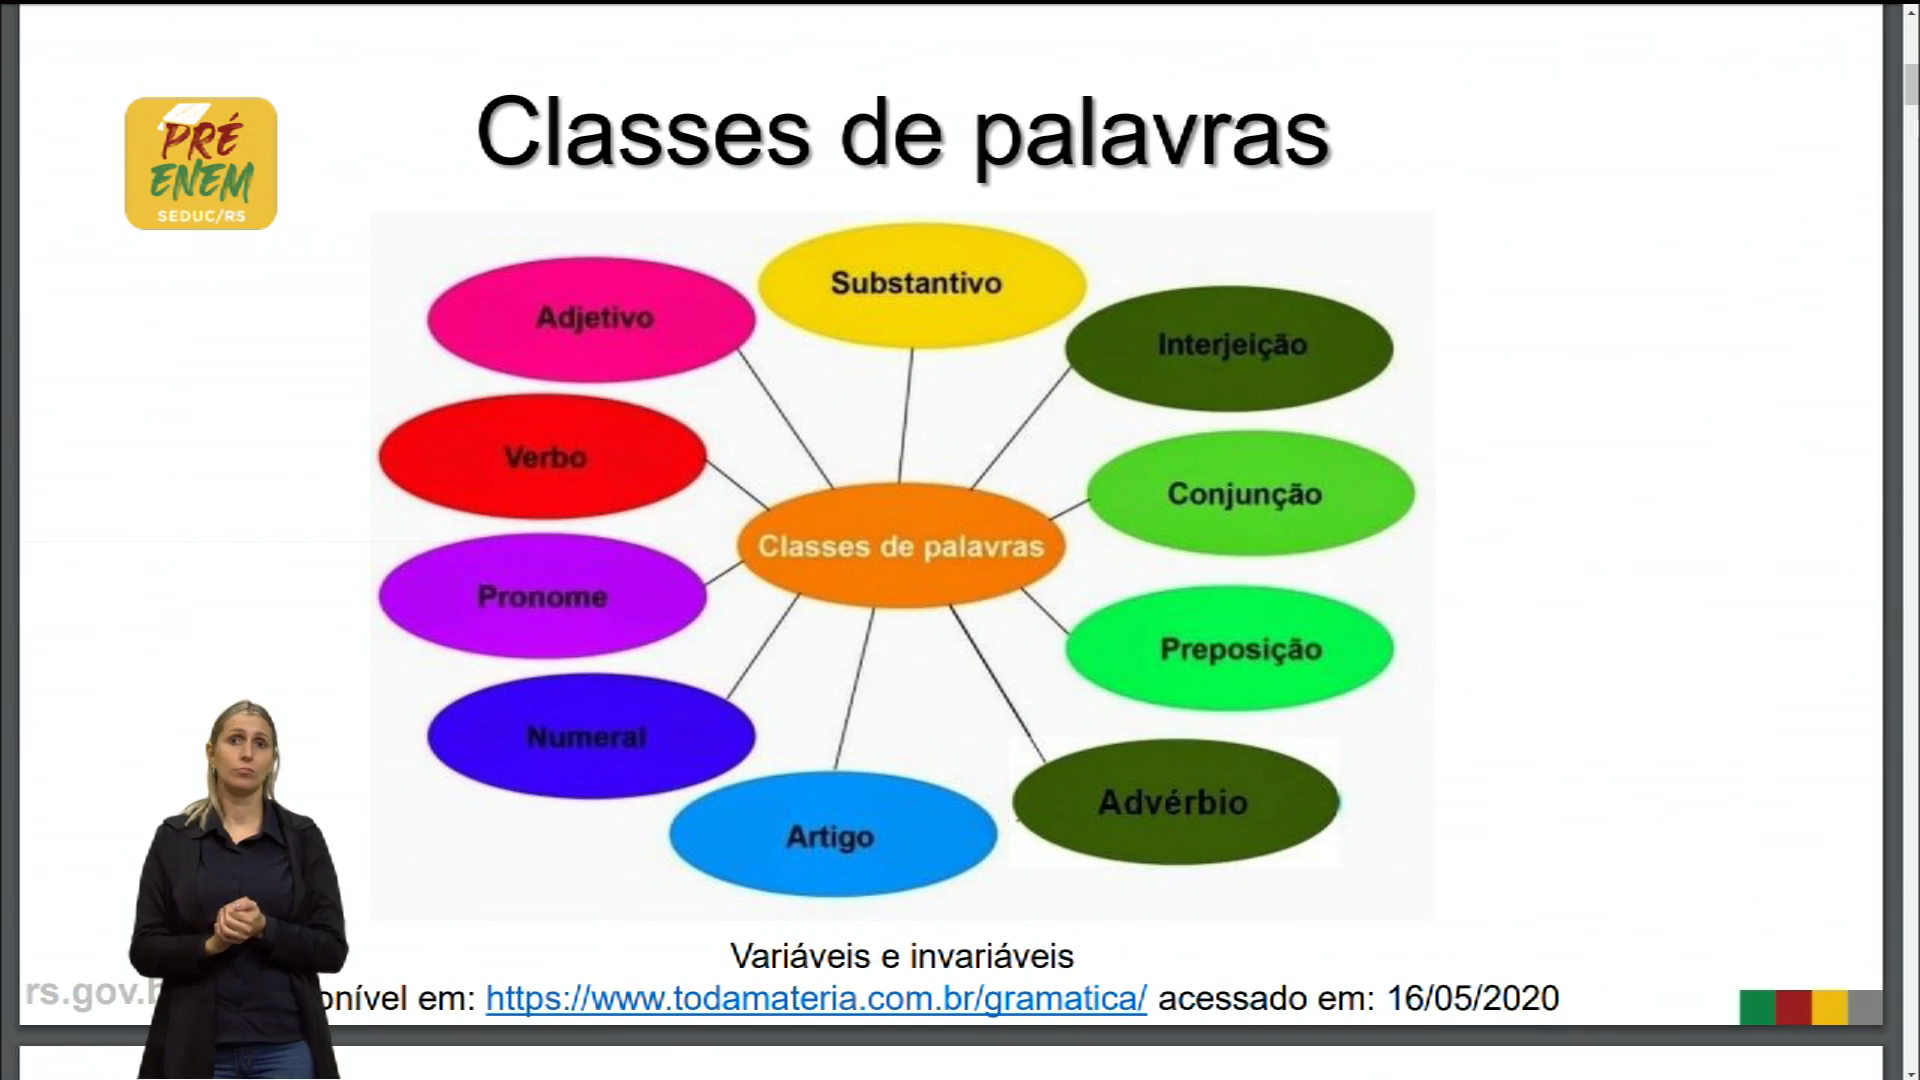 PRÉ
ENEM
SEDUC/RS
Classes de palavras
Substantivo
Adjetivo
Interjeição
Verbo
Conjunção
Classes de palavras
Pronome
Preposição
Numeral
Advérbio
Artigo
Variáveis e invariáveis
rs.gov.b
onível em: https://www.todamateria.com.br/gramatica/ acessado em: 16/05/2020